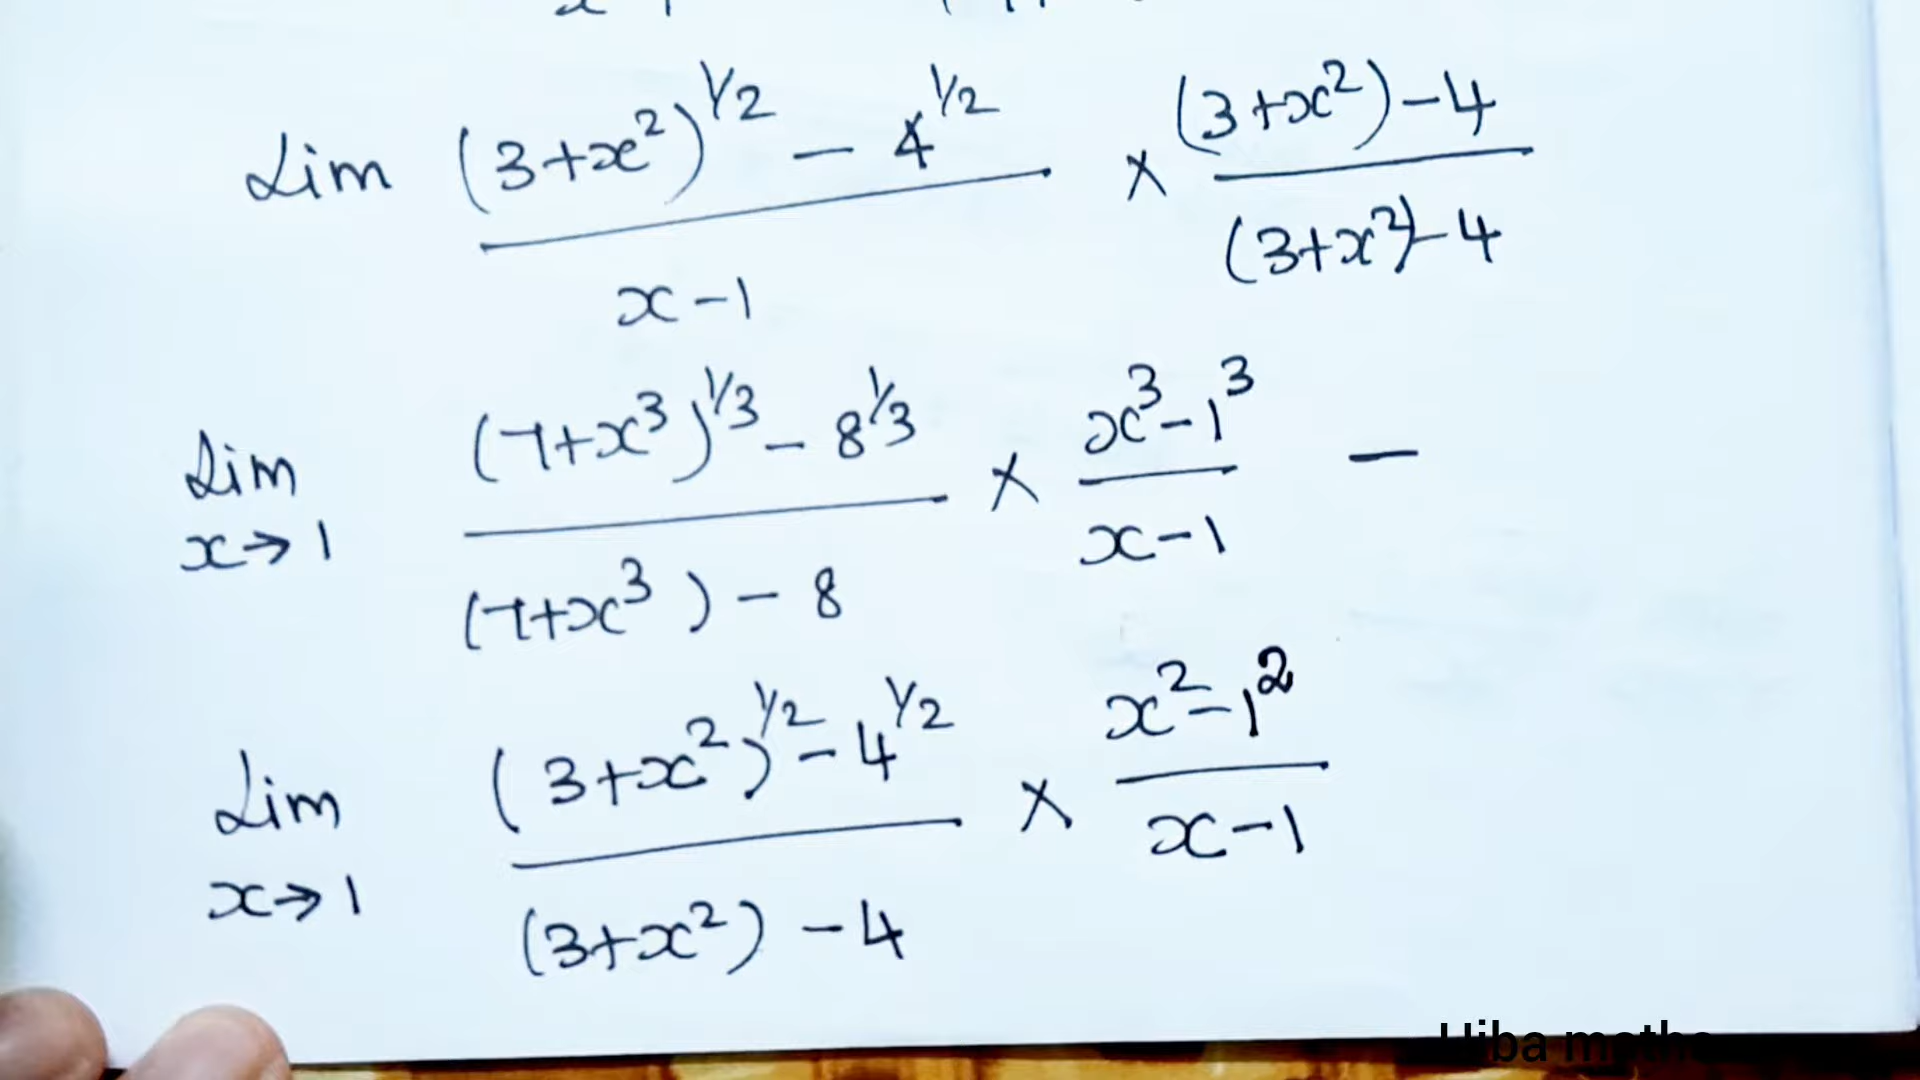 Lim (3+x²)^1/2 − 4^1/2 / x−1 × (3+x²)−4 / (3+x²)−4
Lim x→1 (7+x³)^1/3 − 8^1/3 / (7+x³) − 8 × x³−1³ / x−1 −
Lim x→1 (3+x²)^1/2 − 4^1/2 / (3+x²) − 4 × x²−1² / x−1
Hiba maths